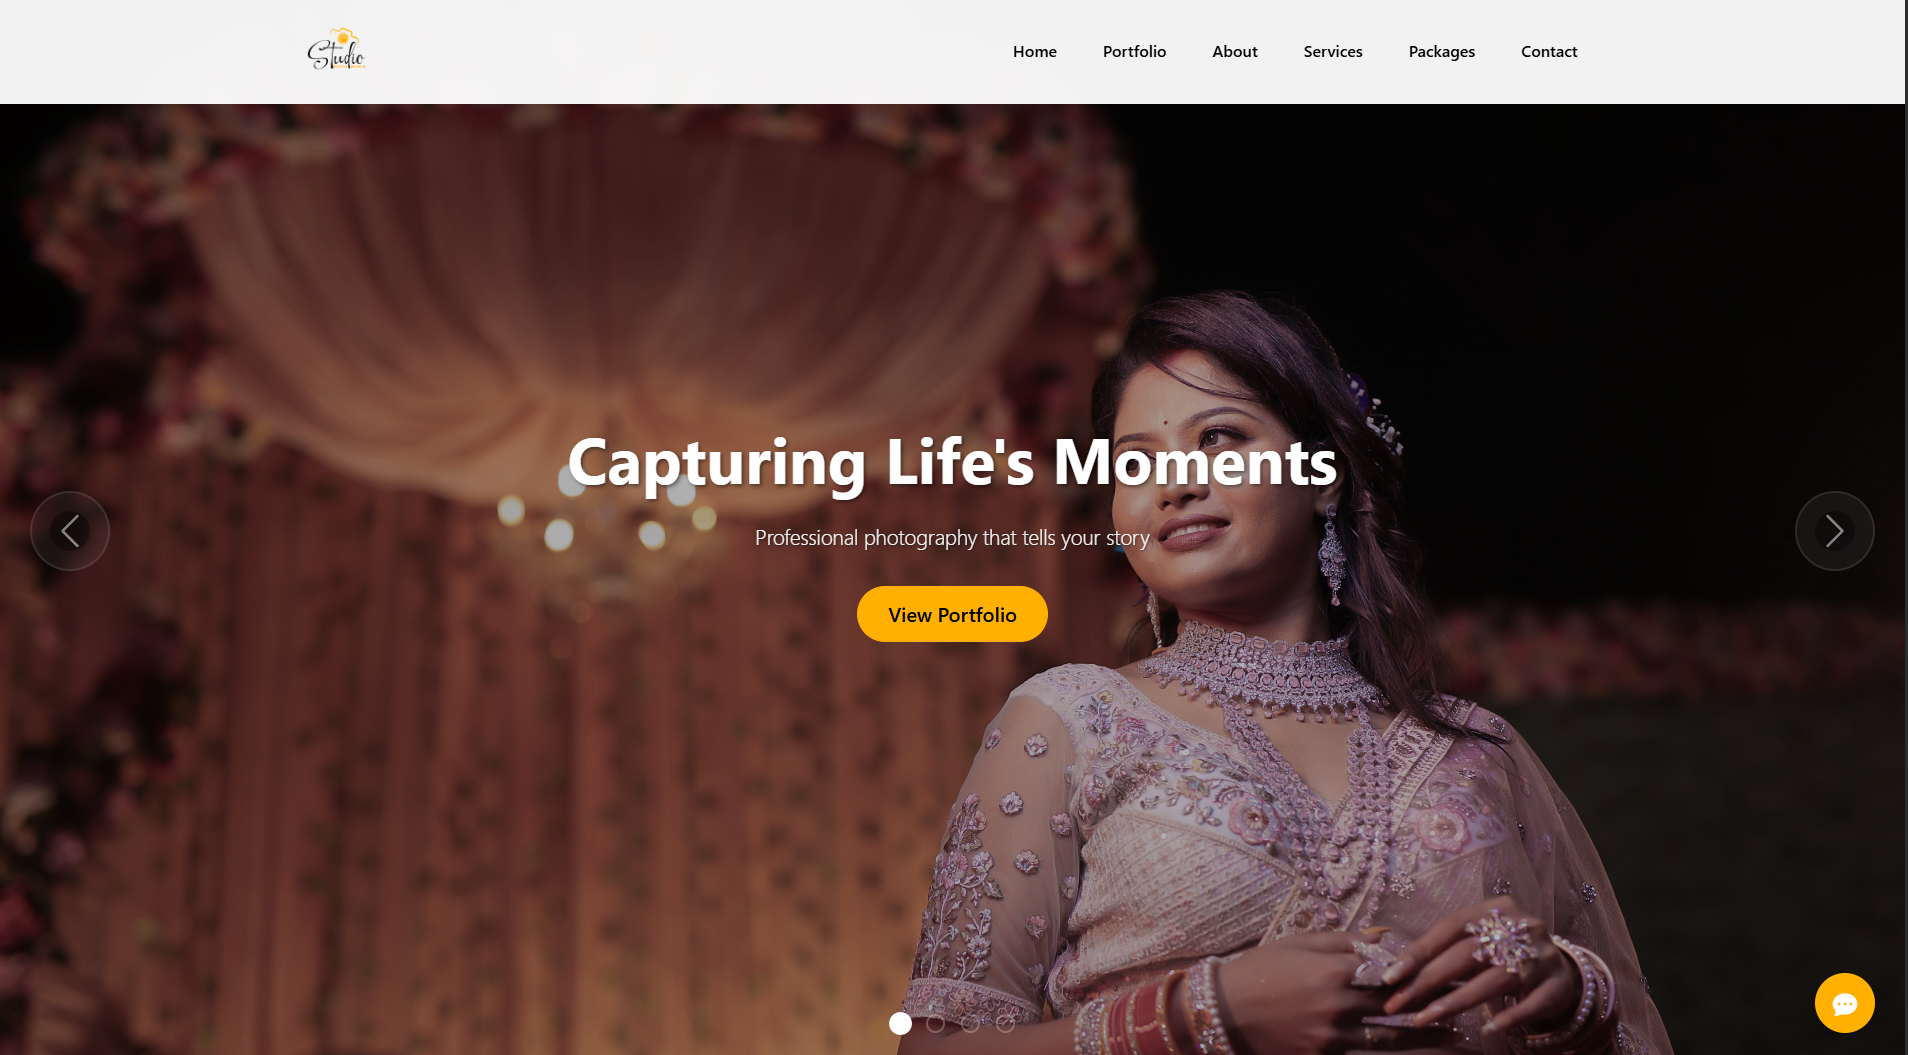 Studio
Home Portfolio About Services Packages Contact
Capturing Life's Moments
Professional photography that tells your story
View Portfolio